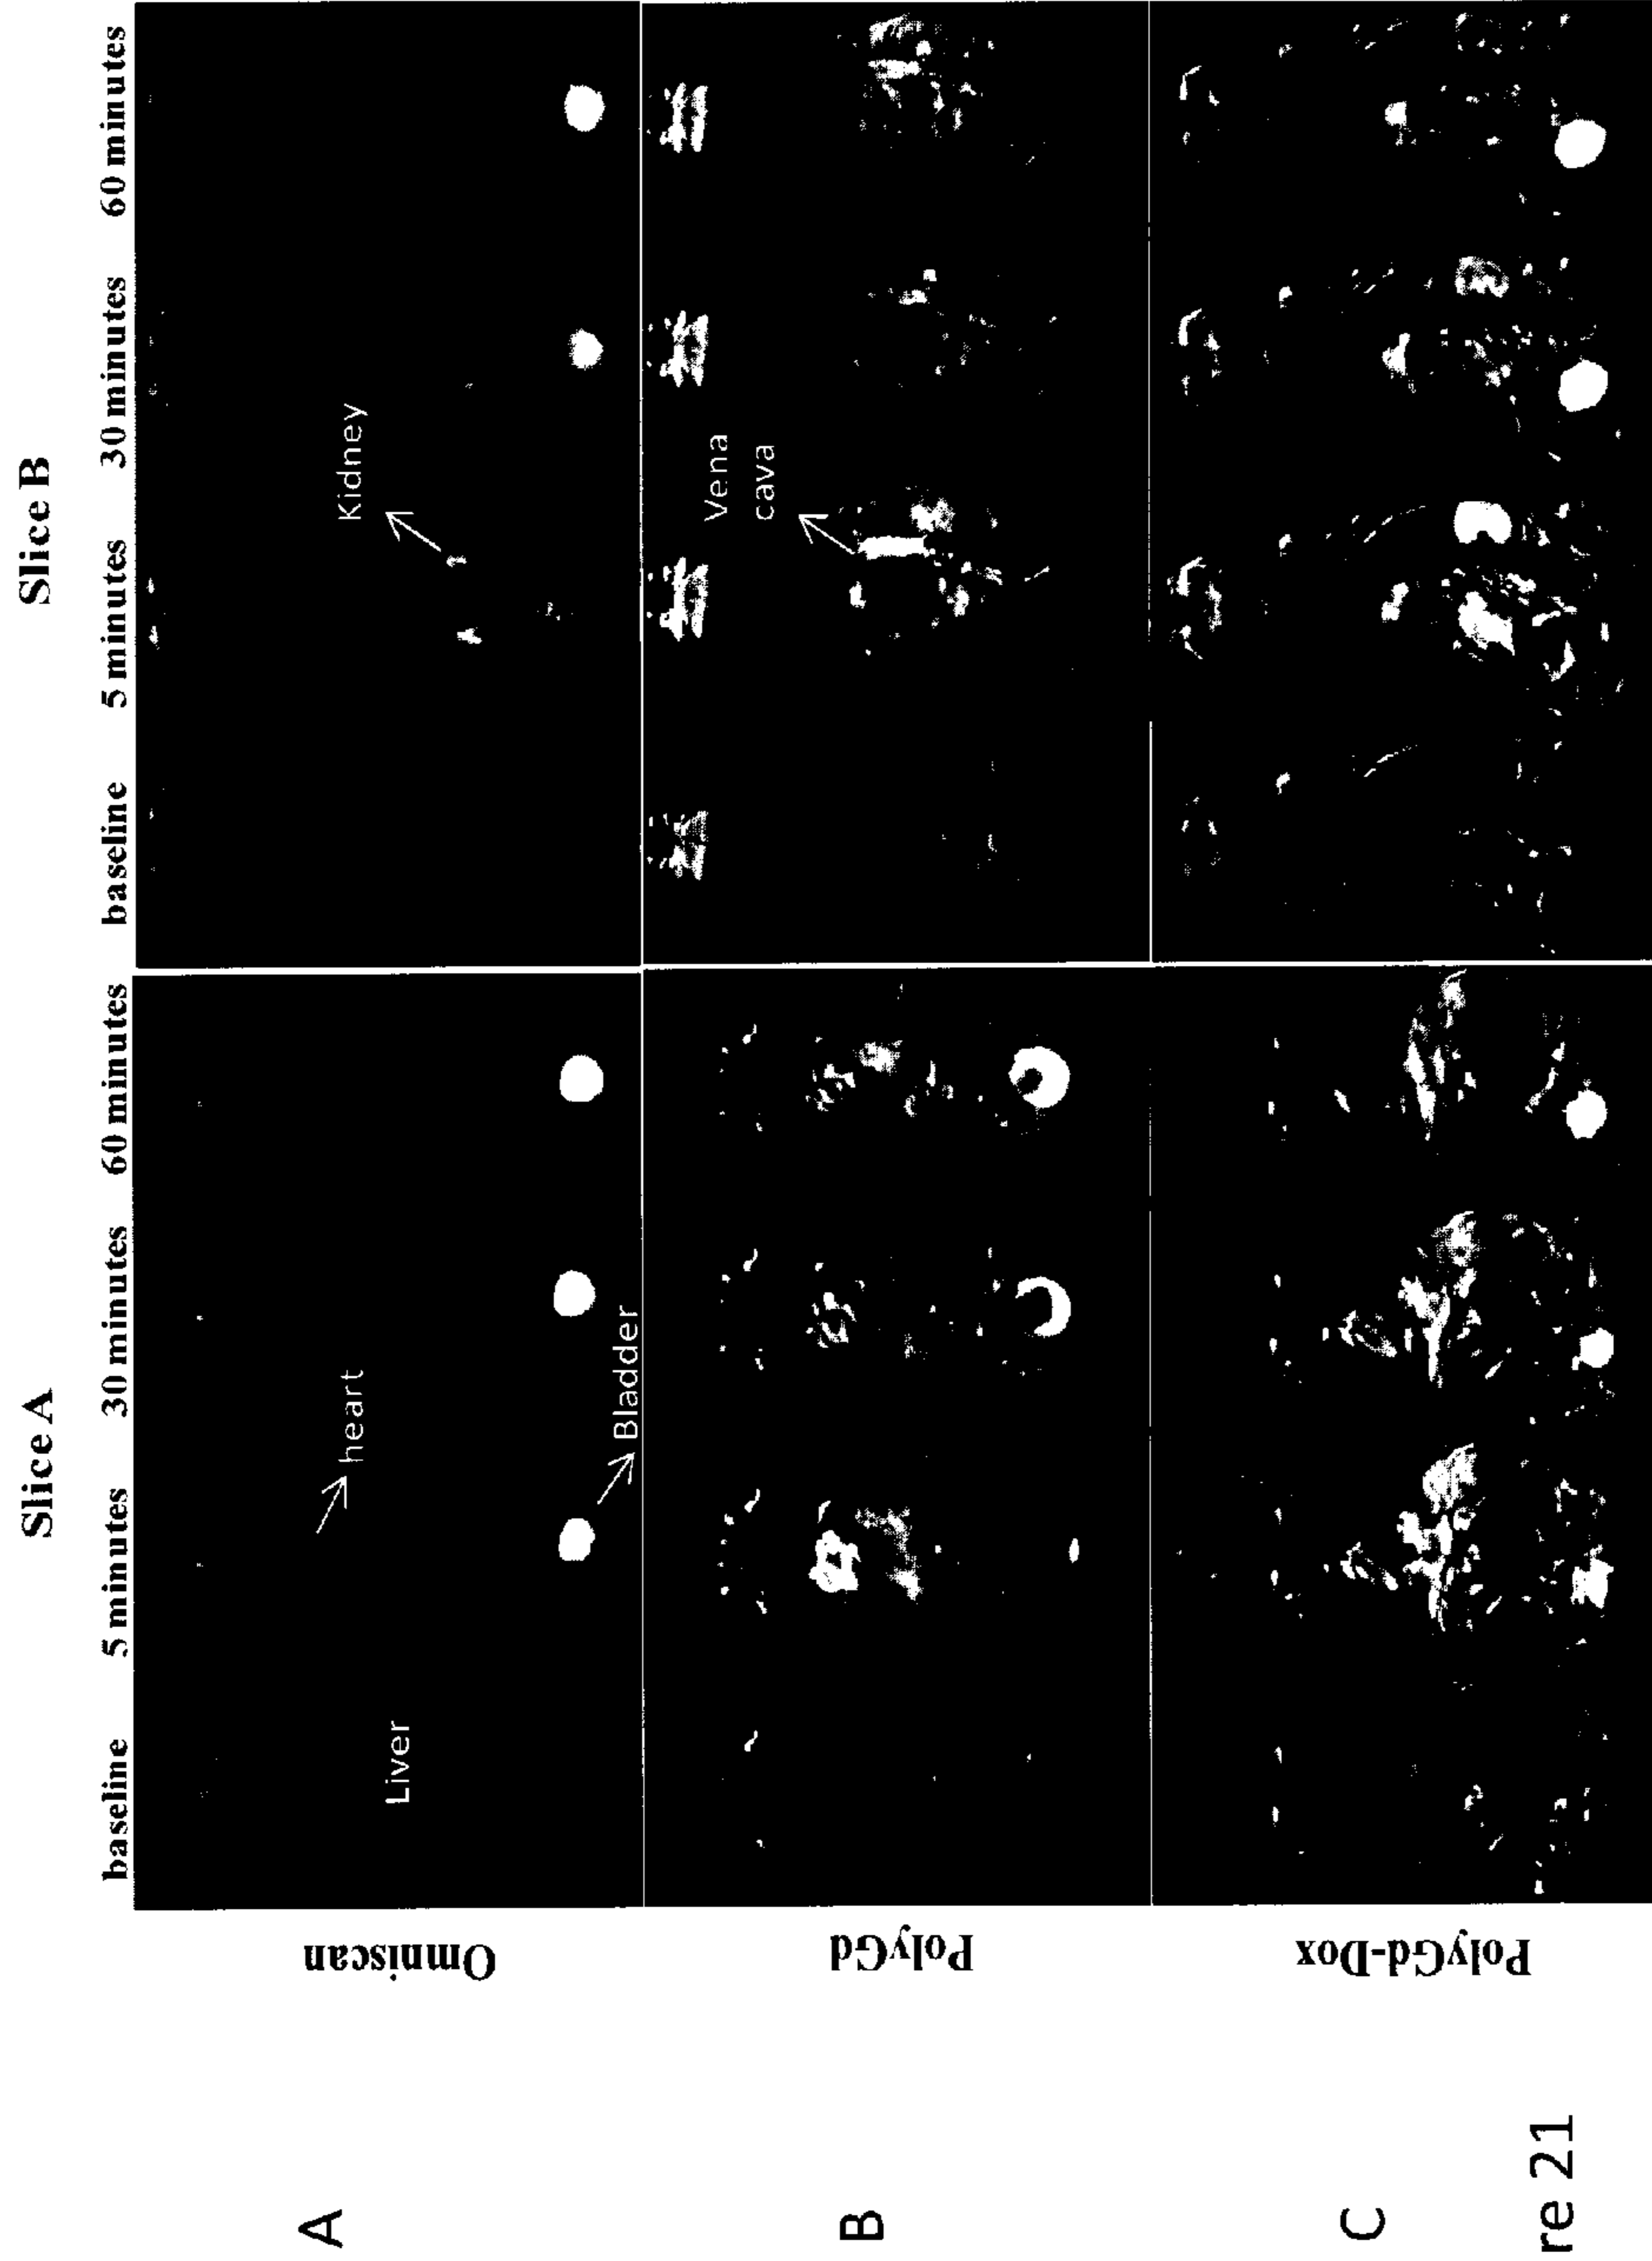 Slice A
Slice B
baseline 5 minutes 30 minutes 60 minutes
baseline 5 minutes 30 minutes 60 minutes
A
Omniscan
Liver
heart
Bladder
Kidney
B
PolyGd
Vena
cava
C
PolyGd-Dox
re 21